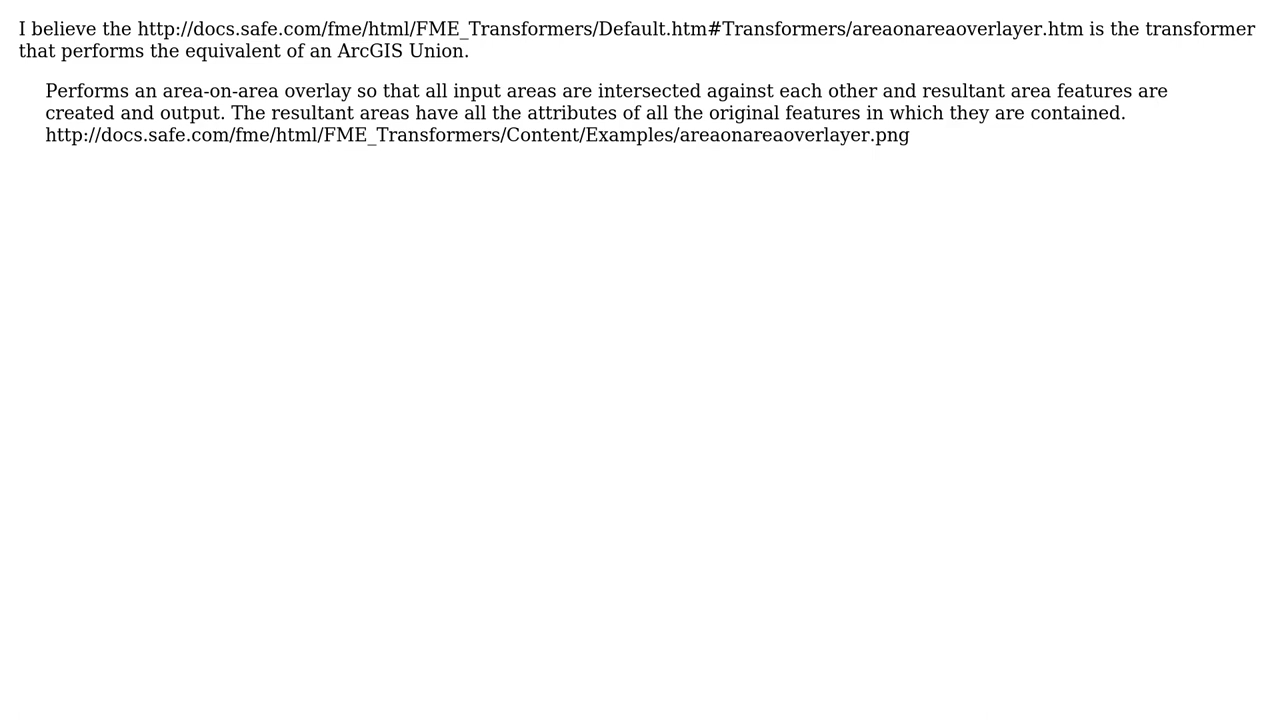 I believe the http://docs.safe.com/fme/html/FME_Transformers/Default.htm#Transformers/areaonareaoverlayer.htm is the transformer
that performs the equivalent of an ArcGIS Union.
Performs an area-on-area overlay so that all input areas are intersected against each other and resultant area features are
created and output. The resultant areas have all the attributes of all the original features in which they are contained.
http://docs.safe.com/fme/html/FME_Transformers/Content/Examples/areaonareaoverlayer.png